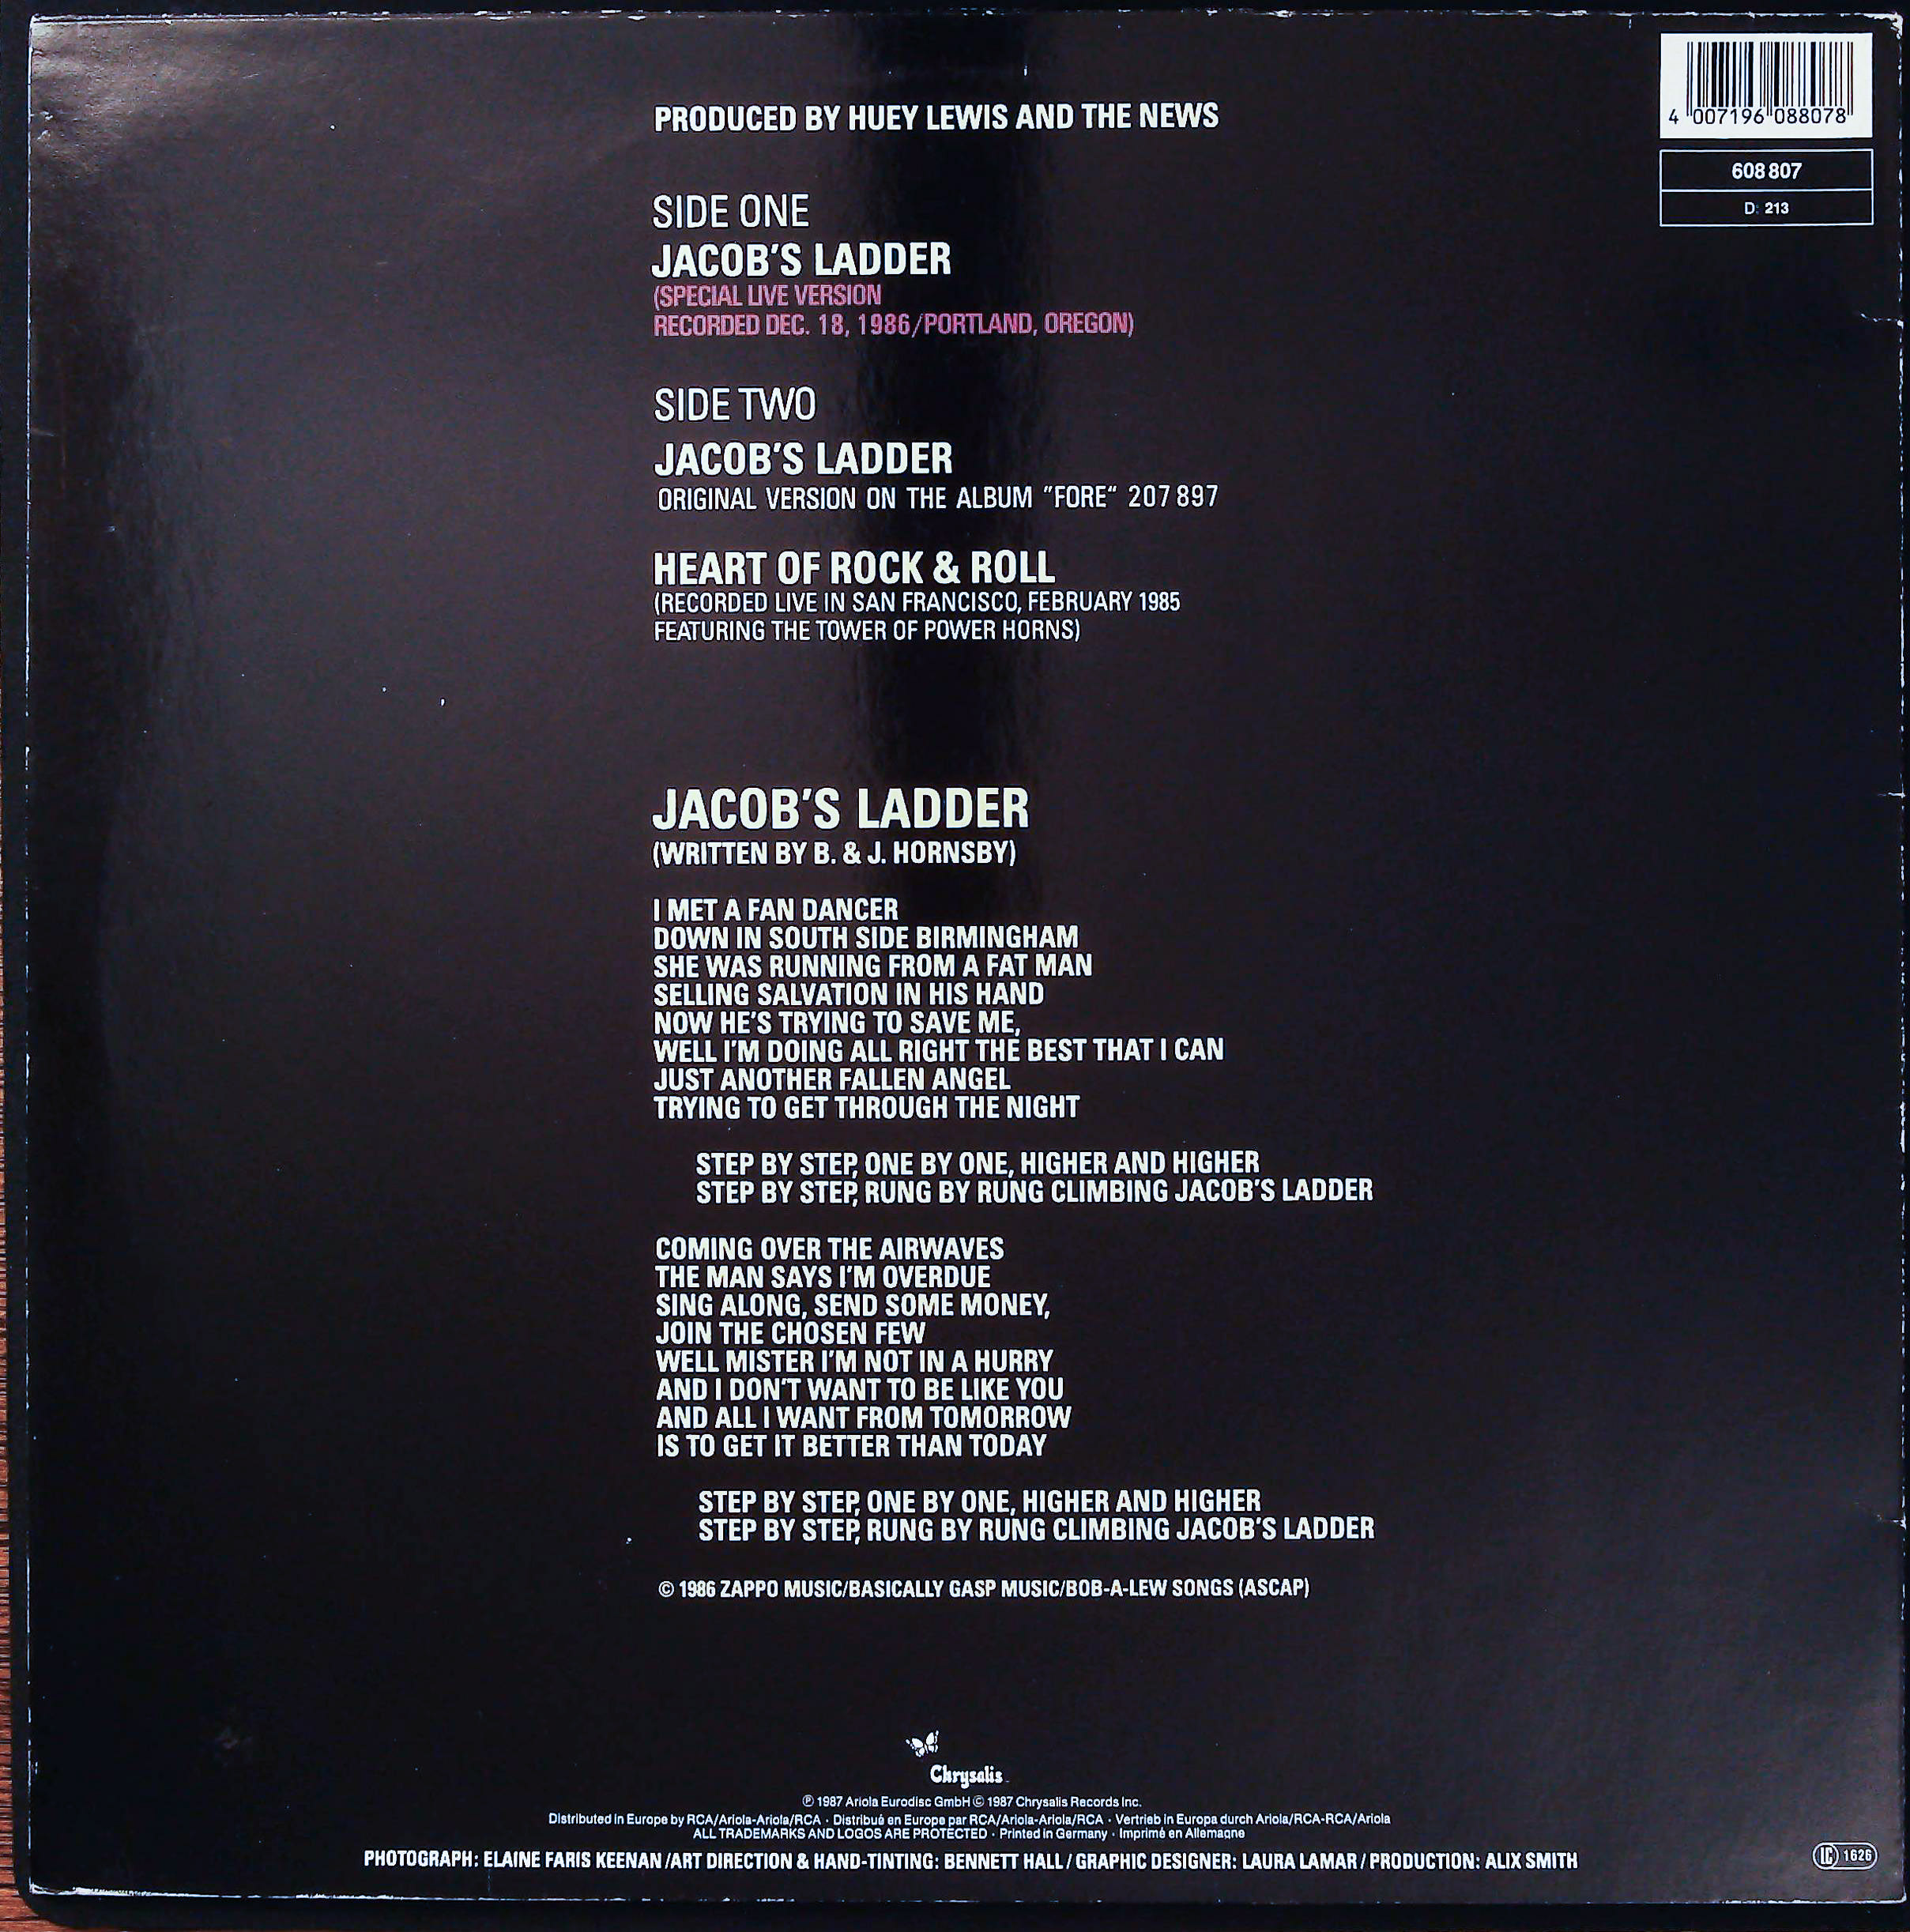 PRODUCED BY HUEY LEWIS AND THE NEWS
4 007196 088078
608 807
D: 213
SIDE ONE
JACOB'S LADDER
(SPECIAL LIVE VERSION
RECORDED DEC. 18, 1986/PORTLAND, OREGON)
SIDE TWO
JACOB'S LADDER
ORIGINAL VERSION ON THE ALBUM "FORE“ 207 897
HEART OF ROCK & ROLL
(RECORDED LIVE IN SAN FRANCISCO, FEBRUARY 1985
FEATURING THE TOWER OF POWER HORNS)
JACOB'S LADDER
(WRITTEN BY B. & J. HORNSBY)
I MET A FAN DANCER
DOWN IN SOUTH SIDE BIRMINGHAM
SHE WAS RUNNING FROM A FAT MAN
SELLING SALVATION IN HIS HAND
NOW HE'S TRYING TO SAVE ME,
WELL I'M DOING ALL RIGHT THE BEST THAT I CAN
JUST ANOTHER FALLEN ANGEL
TRYING TO GET THROUGH THE NIGHT
STEP BY STEP, ONE BY ONE, HIGHER AND HIGHER
STEP BY STEP, RUNG BY RUNG CLIMBING JACOB'S LADDER
COMING OVER THE AIRWAVES
THE MAN SAYS I'M OVERDUE
SING ALONG, SEND SOME MONEY,
JOIN THE CHOSEN FEW
WELL MISTER I'M NOT IN A HURRY
AND I DON'T WANT TO BE LIKE YOU
AND ALL I WANT FROM TOMORROW
IS TO GET IT BETTER THAN TODAY
STEP BY STEP, ONE BY ONE, HIGHER AND HIGHER
STEP BY STEP, RUNG BY RUNG CLIMBING JACOB'S LADDER
© 1986 ZAPPO MUSIC/BASICALLY GASP MUSIC/BOB-A-LEW SONGS (ASCAP)
Chrysalis
℗ 1987 Ariola Eurodisc GmbH © 1987 Chrysalis Records Inc.
Distributed in Europe by RCA/Ariola-Ariola/RCA · Distribué en Europe par RCA/Ariola-Ariola/RCA · Vertrieb in Europa durch Ariola/RCA-RCA/Ariola
ALL TRADEMARKS AND LOGOS ARE PROTECTED · Printed in Germany · Imprimé en Allemagne
PHOTOGRAPH: ELAINE FARIS KEENAN / ART DIRECTION & HAND-TINTING: BENNETT HALL / GRAPHIC DESIGNER: LAURA LAMAR / PRODUCTION: ALIX SMITH
LC 1626